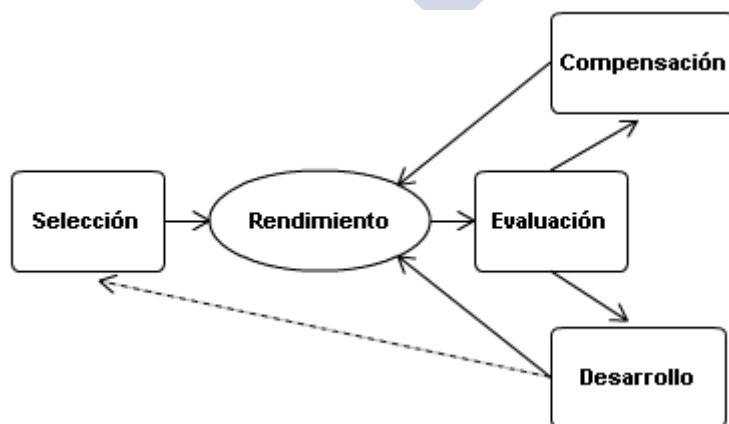 Compensación
Selección
Rendimiento
Evaluación
Desarrollo